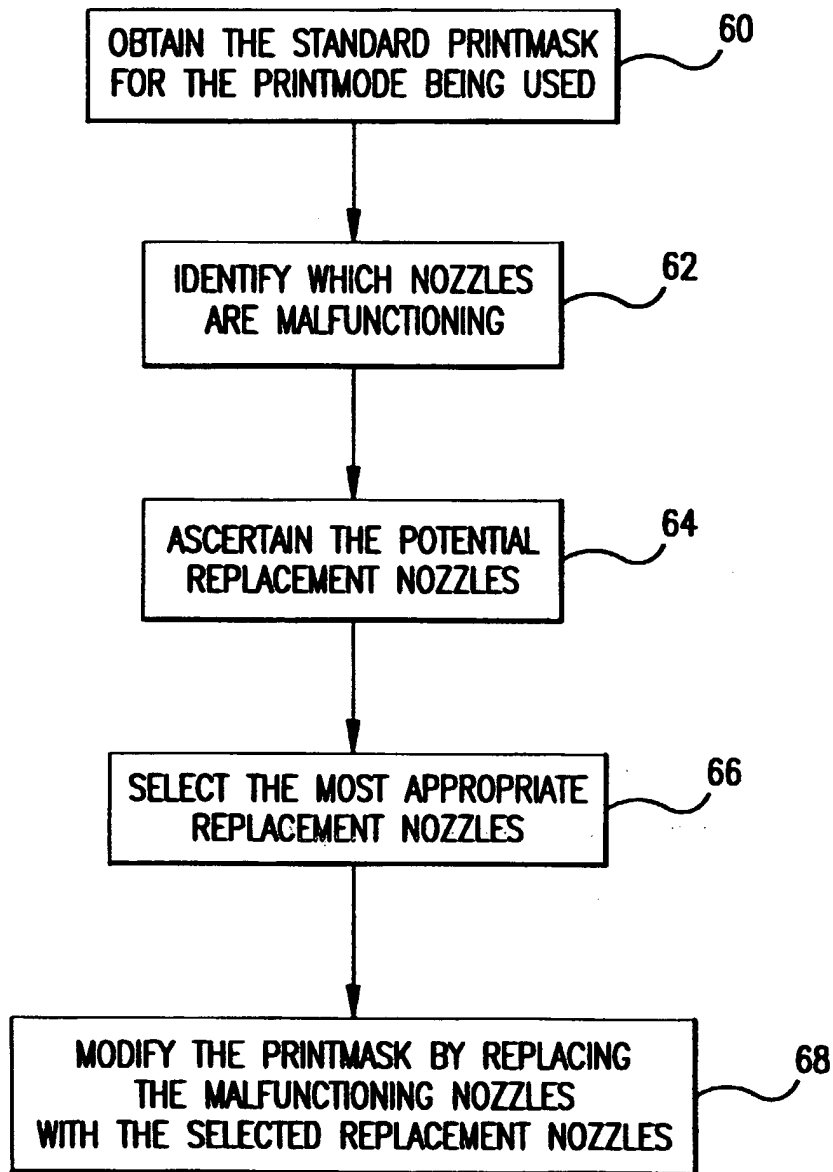 OBTAIN THE STANDARD PRINTMASK
FOR THE PRINTMODE BEING USED
60
IDENTIFY WHICH NOZZLES
ARE MALFUNCTIONING
62
ASCERTAIN THE POTENTIAL
REPLACEMENT NOZZLES
64
SELECT THE MOST APPROPRIATE
REPLACEMENT NOZZLES
66
MODIFY THE PRINTMASK BY REPLACING
THE MALFUNCTIONING NOZZLES
WITH THE SELECTED REPLACEMENT NOZZLES
68